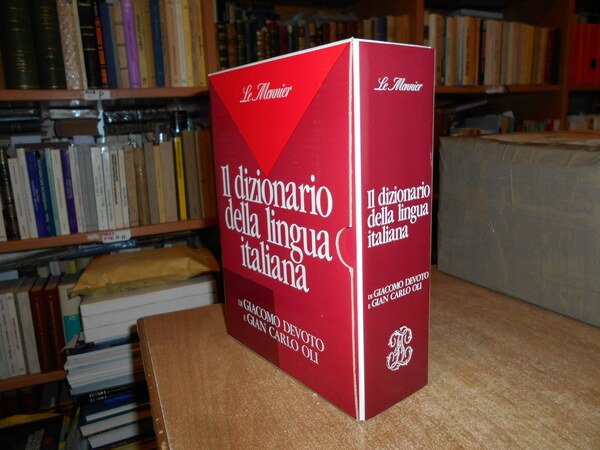 Le Monnier
Il dizionario
della lingua
italiana
DI GIACOMO DEVOTO
E GIAN CARLO OLI
Le Monnier
Il dizionario
della lingua
italiana
DI GIACOMO DEVOTO
E GIAN CARLO OLI